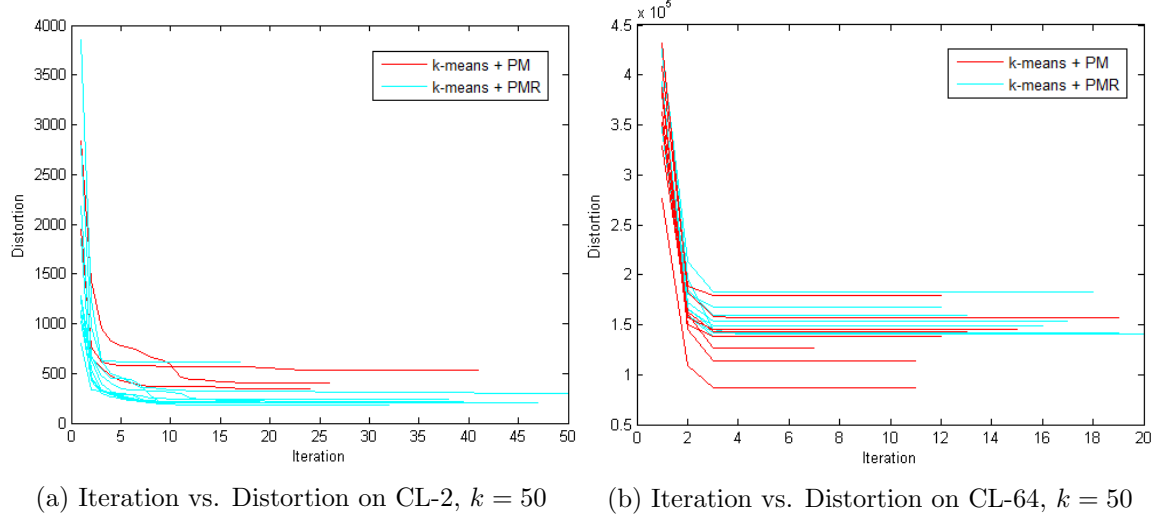 4000
3500
3000
2500
2000
1500
1000
500
0
Distortion
0 5 10 15 20 25 30 35 40 45 50
Iteration
k-means + PM
k-means + PMR
x 10^5
4.5
4
3.5
3
2.5
2
1.5
1
0.5
Distortion
0 2 4 6 8 10 12 14 16 18 20
Iteration
k-means + PM
k-means + PMR
(a) Iteration vs. Distortion on CL-2, k = 50
(b) Iteration vs. Distortion on CL-64, k = 50